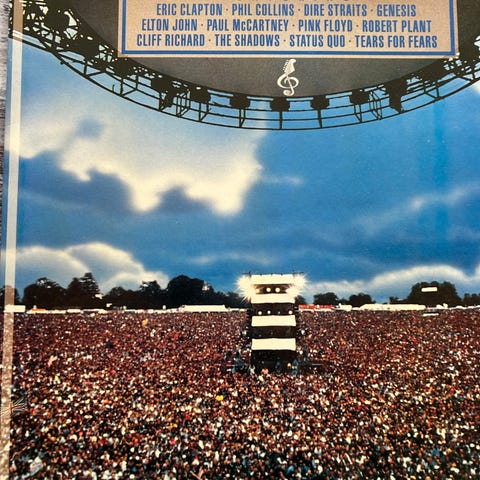 ERIC CLAPTON · PHIL COLLINS · DIRE STRAITS · GENESIS
ELTON JOHN · PAUL McCARTNEY · PINK FLOYD · ROBERT PLANT
CLIFF RICHARD · THE SHADOWS · STATUS QUO · TEARS FOR FEARS